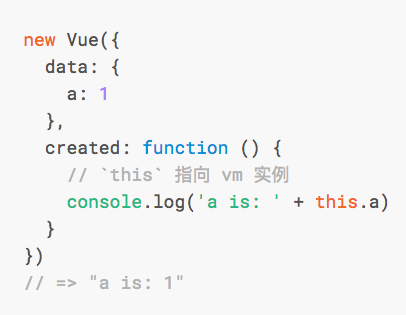 new Vue({
  data: {
    a: 1
  },
  created: function () {
    // `this` 指向 vm 实例
    console.log('a is: ' + this.a)
  }
})
// => "a is: 1"